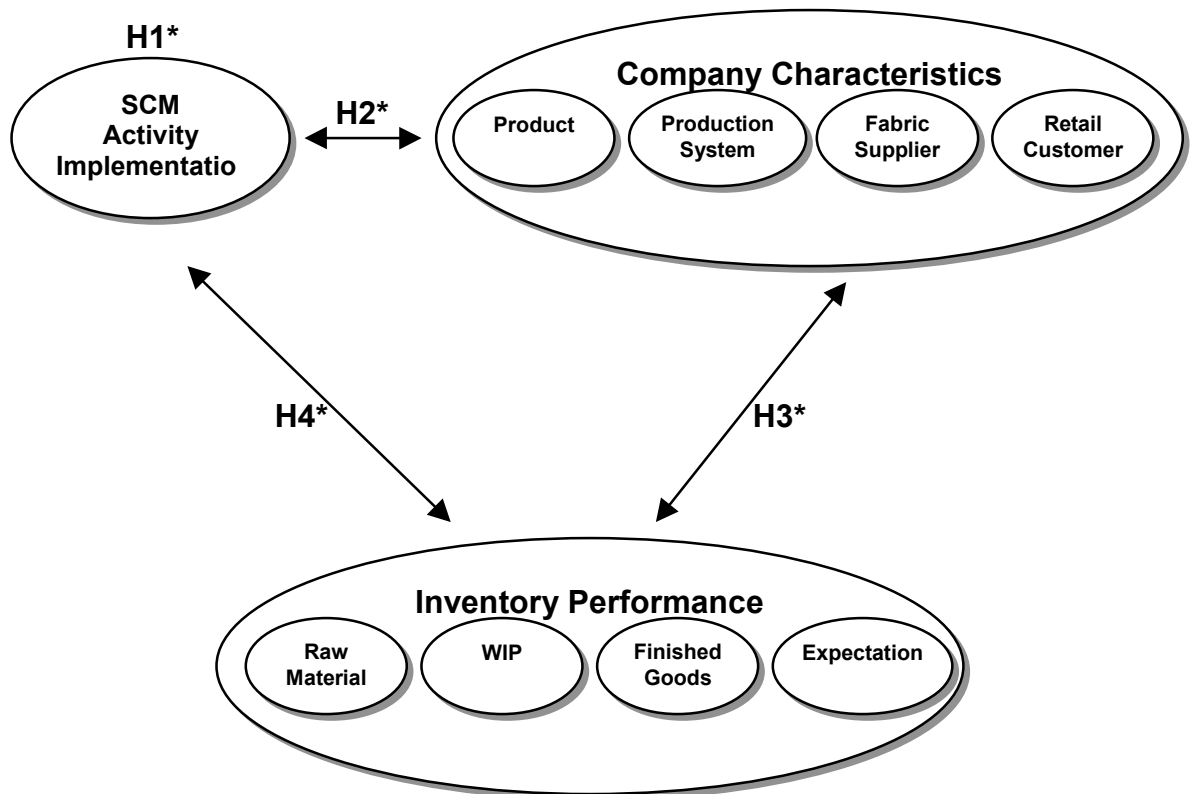 H1*
SCM
Activity
Implementatio
H2*
Company Characteristics
Product
Production
System
Fabric
Supplier
Retail
Customer
H4*
H3*
Inventory Performance
Raw
Material
WIP
Finished
Goods
Expectation